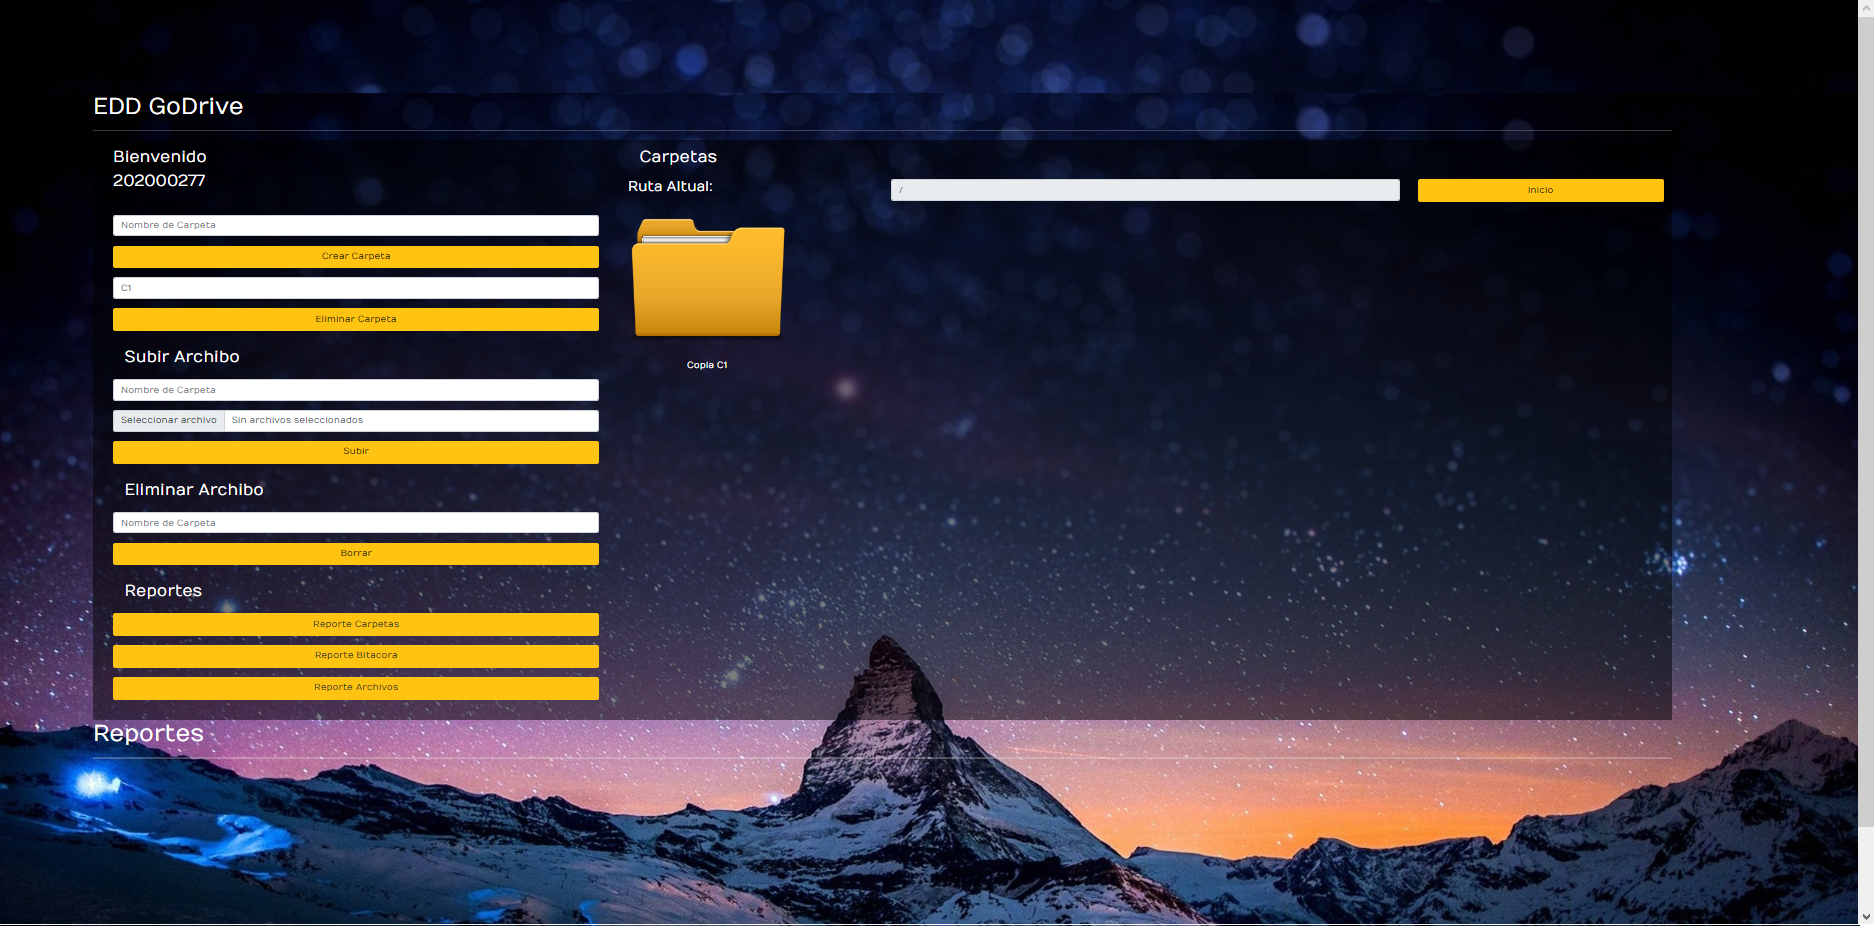 EDD GoDrive
Bienvenido
202000277
Nombre de Carpeta
Crear Carpeta
C1
Eliminar Carpeta
Subir Archibo
Nombre de Carpeta
Seleccionar archivo Sin archivos seleccionados
Subir
Eliminar Archibo
Nombre de Carpeta
Borrar
Reportes
Reporte Carpetas
Reporte Bitacora
Reporte Archivos
Carpetas
Ruta Altual: / Inicio
Copia C1
Reportes